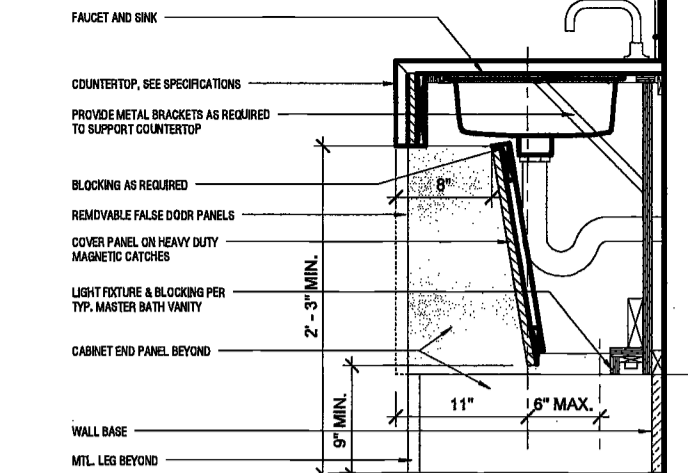 FAUCET AND SINK
COUNTERTOP, SEE SPECIFICATIONS
PROVIDE METAL BRACKETS AS REQUIRED
TO SUPPORT COUNTERTOP
BLOCKING AS REQUIRED
8"
REMOVABLE FALSE DOOR PANELS
COVER PANEL ON HEAVY DUTY
MAGNETIC CATCHES
LIGHT FIXTURE & BLOCKING PER
TYP. MASTER BATH VANITY
2' - 3" MIN.
CABINET END PANEL BEYOND
11"
6" MAX.
9" MIN.
WALL BASE
MTL. LEG BEYOND